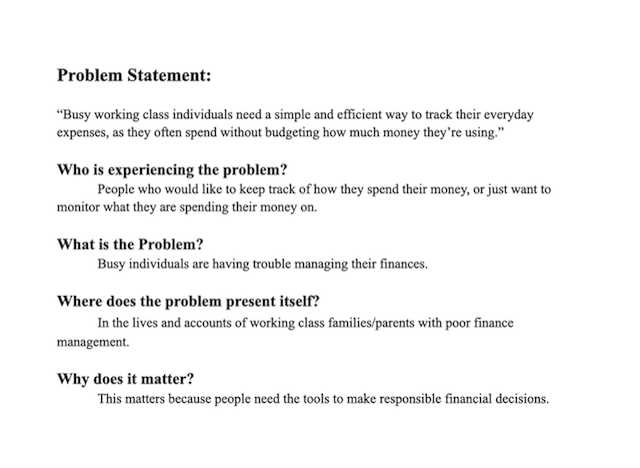 Problem Statement:
“Busy working class individuals need a simple and efficient way to track their everyday
expenses, as they often spend without budgeting how much money they’re using.”
Who is experiencing the problem?
People who would like to keep track of how they spend their money, or just want to
monitor what they are spending their money on.
What is the Problem?
Busy individuals are having trouble managing their finances.
Where does the problem present itself?
In the lives and accounts of working class families/parents with poor finance
management.
Why does it matter?
This matters because people need the tools to make responsible financial decisions.